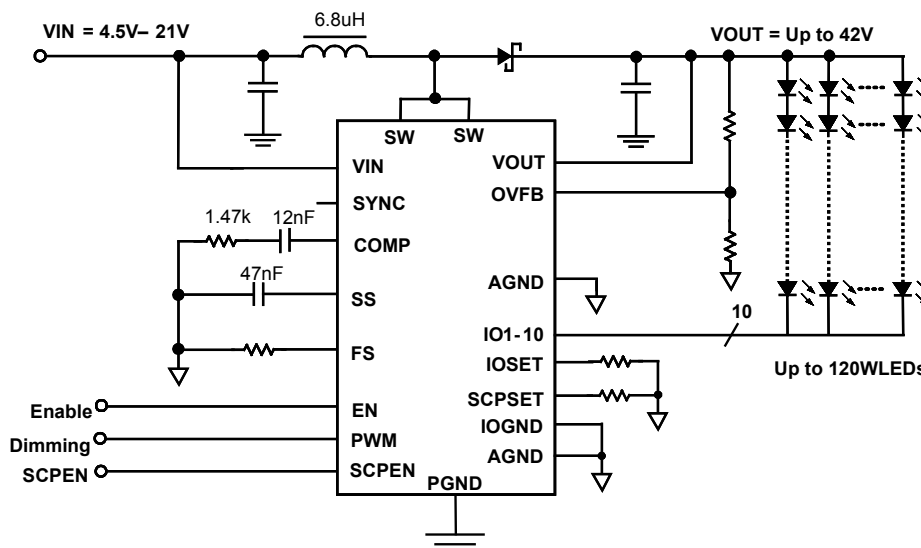 6.8uH
VIN = 4.5V– 21V
VOUT = Up to 42V
SW
SW
VIN
VOUT
OVFB
SYNC
1.47k
12nF
COMP
47nF
SS
AGND
10
IO1-10
FS
IOSET
Up to 120WLEDs
SCPSET
Enable
EN
IOGND
Dimming
PWM
AGND
SCPEN
SCPEN
PGND